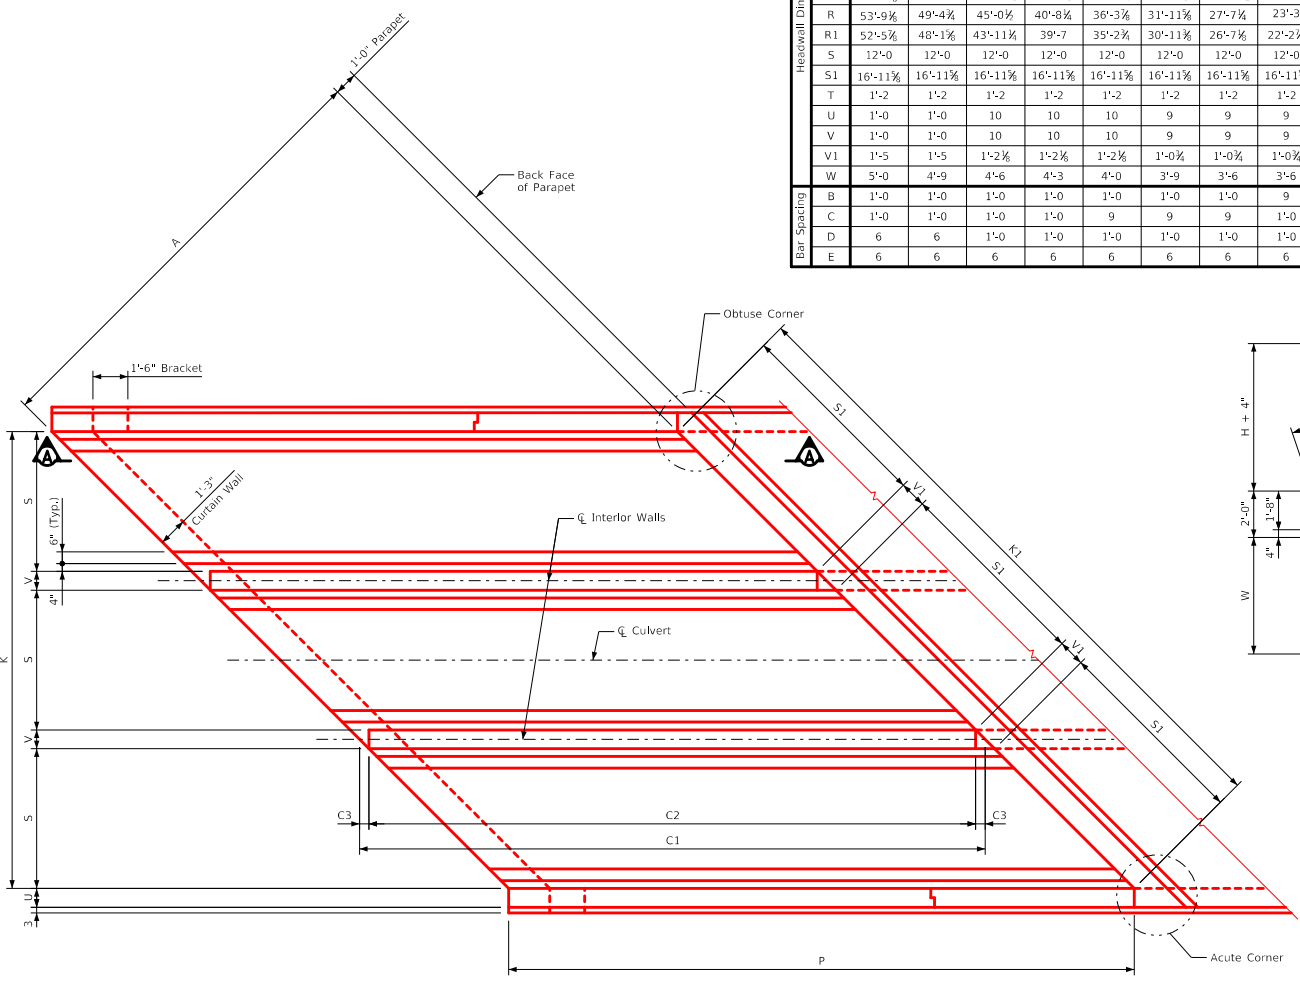 Headwall Din
R 53'-9⅛ 49'-4¾ 45'-0½ 40'-8¼ 36'-3⅞ 31'-11⅝ 27'-7¼ 23'-3
R1 52'-5⅞ 48'-1⅝ 43'-11¼ 39'-7 35'-2¾ 30'-11⅜ 26'-7⅛ 22'-2
S 12'-0 12'-0 12'-0 12'-0 12'-0 12'-0 12'-0 12'-0
S1 16'-11⅝ 16'-11⅝ 16'-11⅝ 16'-11⅝ 16'-11⅝ 16'-11⅝ 16'-11⅝ 16'-11
T 1'-2 1'-2 1'-2 1'-2 1'-2 1'-2 1'-2 1'-2
U 1'-0 1'-0 10 10 10 9 9 9
V 1'-0 1'-0 10 10 10 9 9 9
V1 1'-5 1'-5 1'-2⅛ 1'-2⅛ 1'-2⅛ 1'-0¾ 1'-0¾ 1'-0¾
W 5'-0 4'-9 4'-6 4'-3 4'-0 3'-9 3'-6 3'-6
Bar Spacing
B 1'-0 1'-0 1'-0 1'-0 1'-0 1'-0 1'-0 9
C 1'-0 1'-0 1'-0 1'-0 9 9 9 1'-0
D 6 6 1'-0 1'-0 1'-0 1'-0 1'-0 1'-0
E 6 6 6 6 6 6 6 6
1'-0" Parapet
A
Back Face
of Parapet
Obtuse Corner
1'-6" Bracket
A
A
1'-3"
Curtain Wall
S
6" (Typ.)
V
4"
S
K
V
S
U
3
℄ Interior Walls
℄ Culvert
S1
V1
S1
K1
V1
S1
C3
C2
C3
C1
P
Acute Corner
H + 4"
2'-0"
1'-8"
4"
W